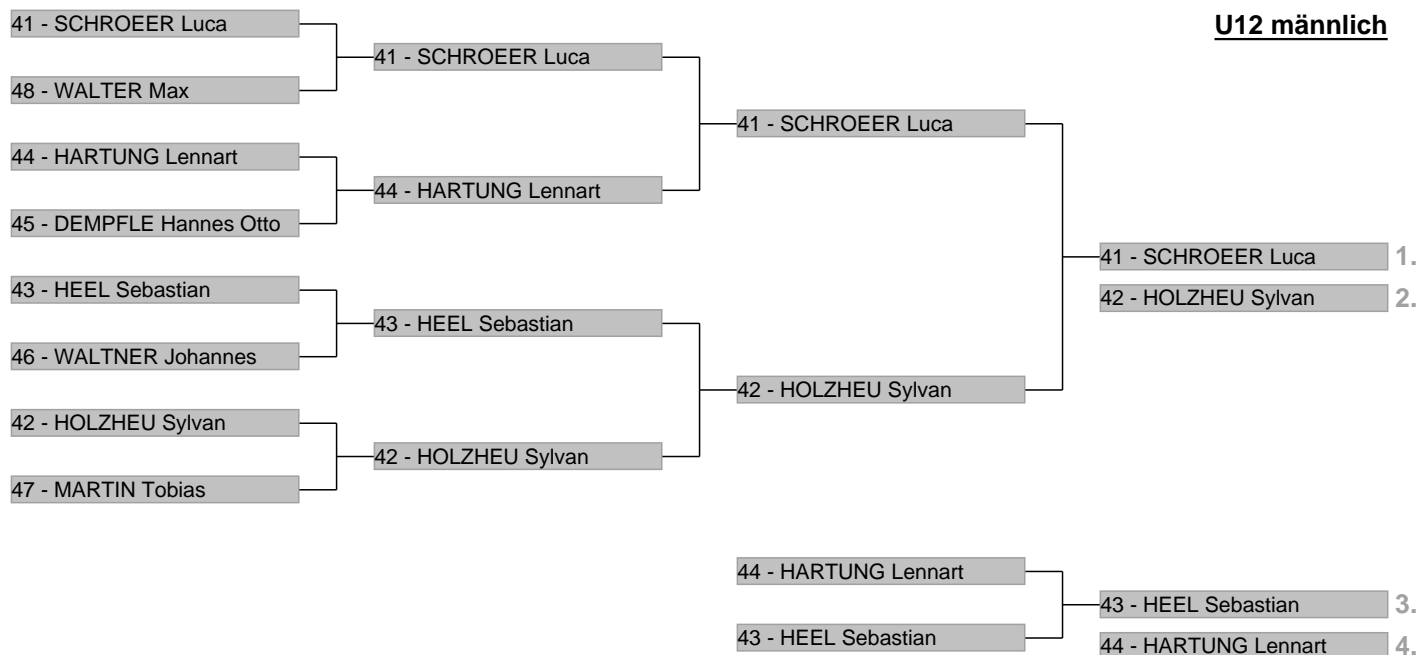 U12 männlich
41 - SCHROEER Luca
48 - WALTER Max
44 - HARTUNG Lennart
45 - DEMPFLE Hannes Otto
43 - HEEL Sebastian
46 - WALTNER Johannes
42 - HOLZHEU Sylvan
47 - MARTIN Tobias
41 - SCHROEER Luca
44 - HARTUNG Lennart
43 - HEEL Sebastian
42 - HOLZHEU Sylvan
41 - SCHROEER Luca
42 - HOLZHEU Sylvan
41 - SCHROEER Luca 1.
42 - HOLZHEU Sylvan 2.
44 - HARTUNG Lennart
43 - HEEL Sebastian
43 - HEEL Sebastian 3.
44 - HARTUNG Lennart 4.